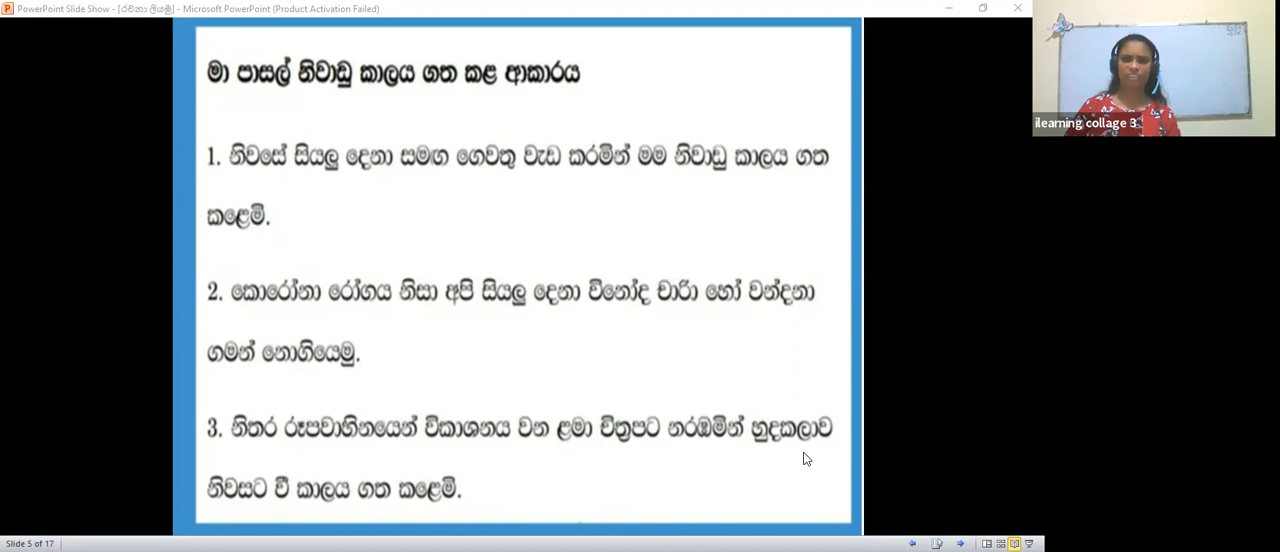 PowerPoint Slide Show - [රචනා ලියමු] - Microsoft PowerPoint (Product Activation Failed)
මා පාසල් නිවාඩු කාලය ගත කළ ආකාරය
1. නිවසේ සියලු දෙනා සමඟ ගෙවතු වැඩ කරමින් මම නිවාඩු කාලය ගත
කළෙමි.
2. කොරෝනා රෝගය නිසා අපි සියලු දෙනා විනෝද චාරිා හෝ වන්දනා
ගමන් නොගියෙමු.
3. නිතර රූපවාහිනයෙන් විකාශනය වන ළමා චිත්‍රපට නරඹමින් හුදකලාව
නිවසට වී කාලය ගත කළෙමි.
ilearning collage 3
Slide 5 of 17